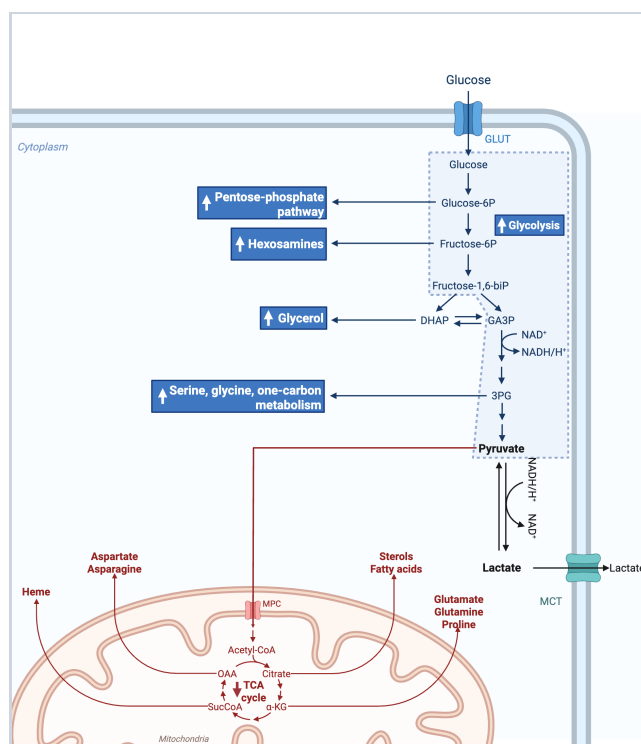 Glucose
GLUT
Cytoplasm
Glucose
Pentose-phosphate
pathway
Glucose-6P
Glycolysis
Hexosamines
Fructose-6P
Fructose-1,6-biP
Glycerol
DHAP
GA3P
NAD⁺
NADH/H⁺
Serine, glycine, one-carbon
metabolism
3PG
Pyruvate
NADH/H⁺
NAD⁺
Lactate
Lactate
MCT
Aspartate
Asparagine
Sterols
Fatty acids
Heme
Glutamate
Glutamine
Proline
MPC
Acetyl-CoA
OAA
Citrate
TCA
cycle
SucCoA
α-KG
Mitochondria